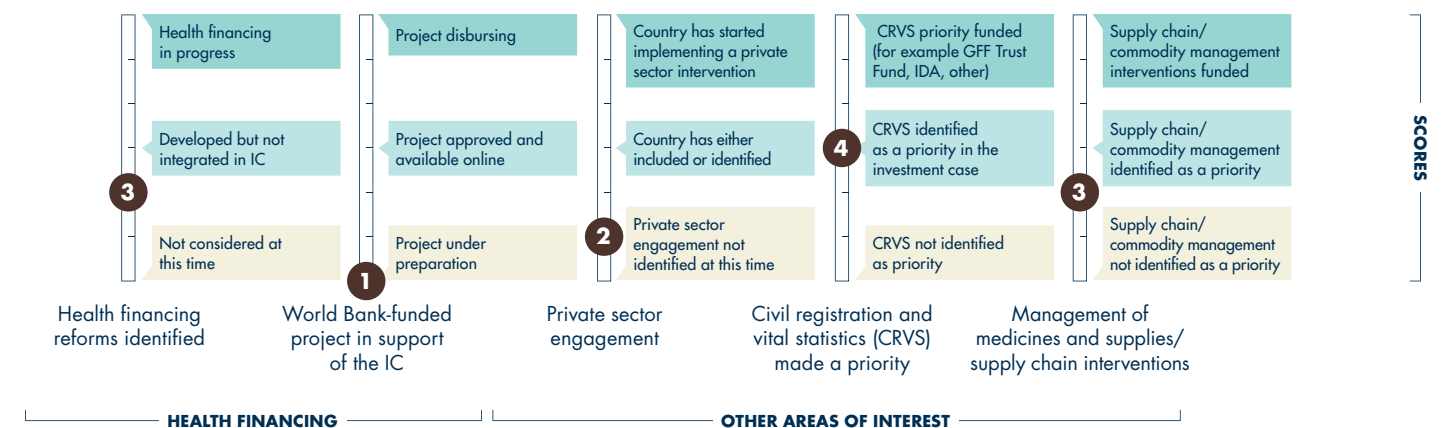 Health financing
in progress
Developed but not
integrated in IC
3
Not considered at
this time
Health financing
reforms identified
Project disbursing
Project approved and
available online
Project under
preparation
1
World Bank-funded
project in support
of the IC
Country has started
implementing a private
sector intervention
Country has either
included or identified
2
Private sector
engagement not
identified at this time
Private sector
engagement
CRVS priority funded
(for example GFF Trust
Fund, IDA, other)
4
CRVS identified
as a priority in the
investment case
CRVS not identified
as priority
Civil registration and
vital statistics (CRVS)
made a priority
Supply chain/
commodity management
interventions funded
Supply chain/
commodity management
identified as a priority
3
Supply chain/
commodity management
not identified as a priority
Management of
medicines and supplies/
supply chain interventions
SCORES
HEALTH FINANCING
OTHER AREAS OF INTEREST